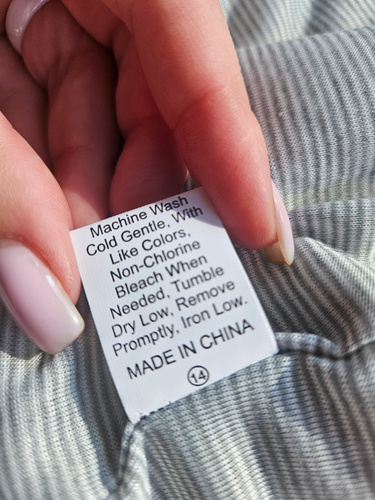 Machine Wash
Cold Gentle, With
Like Colors,
Non-Chlorine
Bleach When
Needed, Tumble
Dry Low, Remove
Promptly, Iron Low.
MADE IN CHINA
14